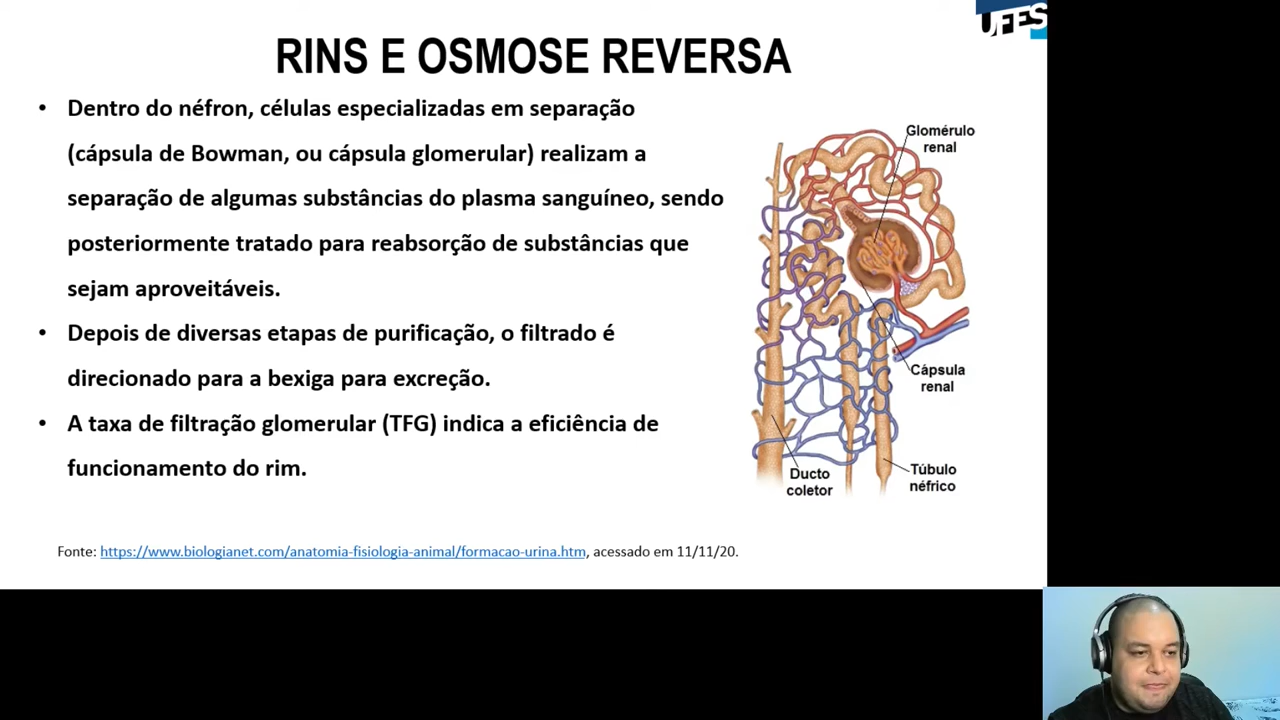 UFES
RINS E OSMOSE REVERSA
• Dentro do néfron, células especializadas em separação
(cápsula de Bowman, ou cápsula glomerular) realizam a
separação de algumas substâncias do plasma sanguíneo, sendo
posteriormente tratado para reabsorção de substâncias que
sejam aproveitáveis.
• Depois de diversas etapas de purificação, o filtrado é
direcionado para a bexiga para excreção.
• A taxa de filtração glomerular (TFG) indica a eficiência de
funcionamento do rim.
Glomérulo
renal
Cápsula
renal
Ducto
coletor
Túbulo
néfrico
Fonte: https://www.biologianet.com/anatomia-fisiologia-animal/formacao-urina.htm, acessado em 11/11/20.